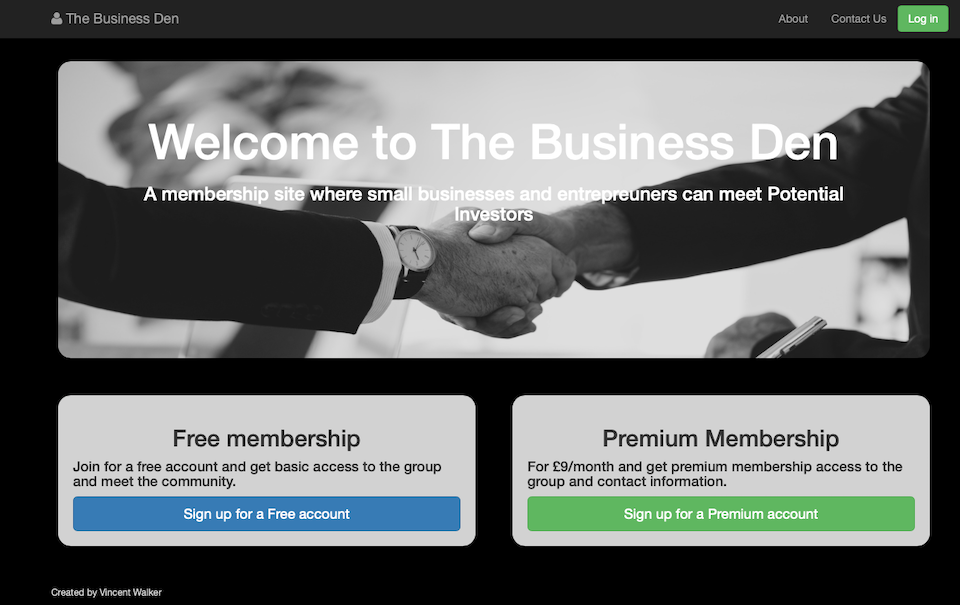 The Business Den
About
Contact Us
Log in
Welcome to The Business Den
A membership site where small businesses and entrepreuners can meet Potential
Investors
Free membership
Join for a free account and get basic access to the group
and meet the community.
Sign up for a Free account
Premium Membership
For £9/month and get premium membership access to the
group and contact information.
Sign up for a Premium account
Created by Vincent Walker